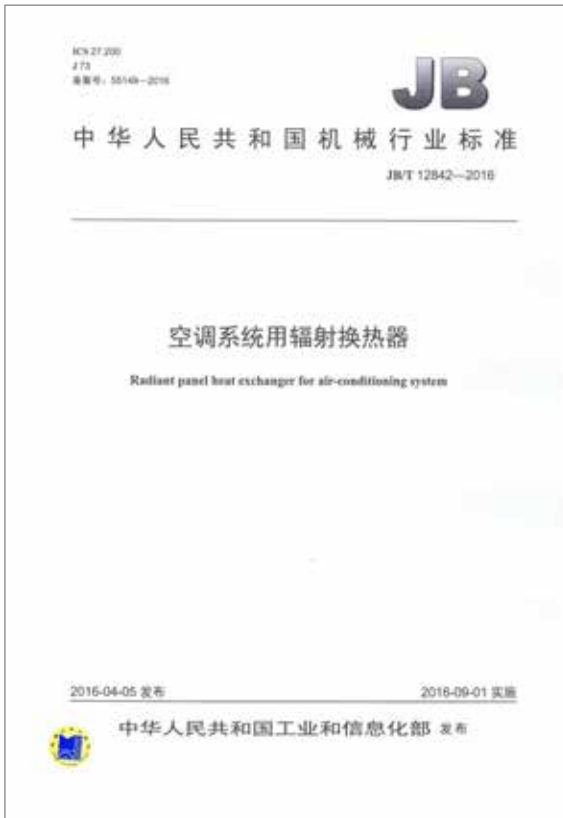 ICS 27.200
J 73
备案号：55149—2016
JB
中华人民共和国机械行业标准
JB/T 12842—2016
空调系统用辐射换热器
Radiant panel heat exchanger for air-conditioning system
2016-04-05 发布
2016-09-01 实施
中华人民共和国工业和信息化部 发布